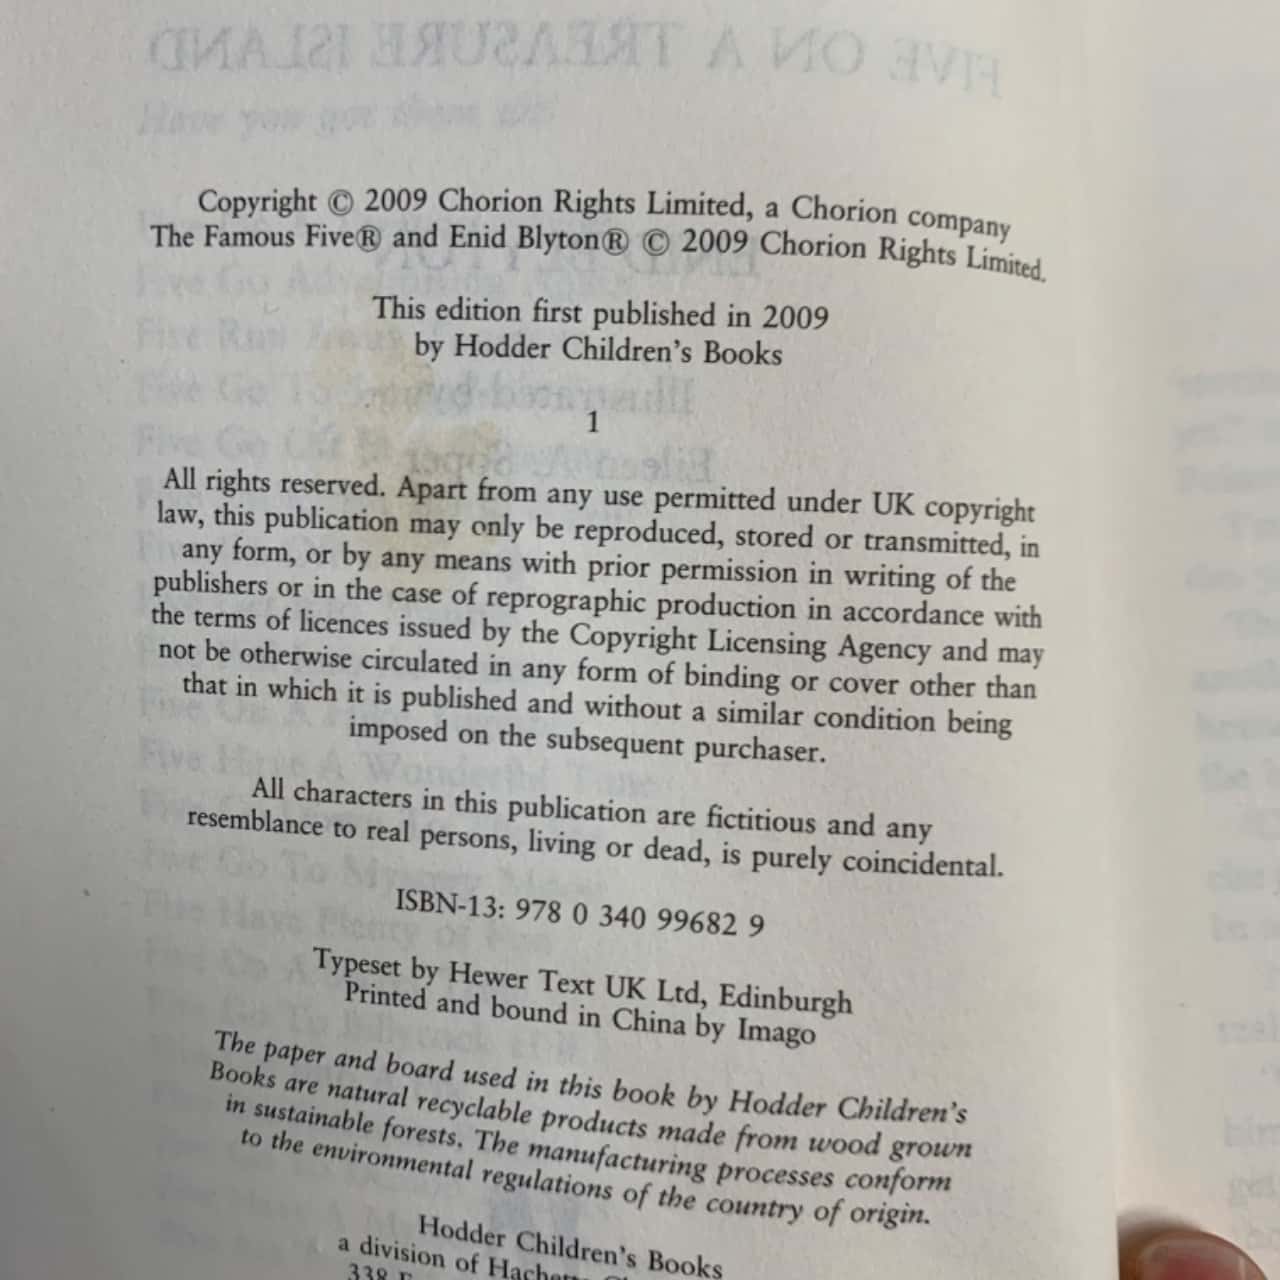 FIVE ON A TREASURE ISLAND
Have you got them all?
Copyright © 2009 Chorion Rights Limited, a Chorion company
The Famous Five® and Enid Blyton® © 2009 Chorion Rights Limited.
This edition first published in 2009
by Hodder Children's Books
1
All rights reserved. Apart from any use permitted under UK copyright
law, this publication may only be reproduced, stored or transmitted, in
any form, or by any means with prior permission in writing of the
publishers or in the case of reprographic production in accordance with
the terms of licences issued by the Copyright Licensing Agency and may
not be otherwise circulated in any form of binding or cover other than
that in which it is published and without a similar condition being
imposed on the subsequent purchaser.
All characters in this publication are fictitious and any
resemblance to real persons, living or dead, is purely coincidental.
ISBN-13: 978 0 340 99682 9
Typeset by Hewer Text UK Ltd, Edinburgh
Printed and bound in China by Imago
The paper and board used in this book by Hodder Children's
Books are natural recyclable products made from wood grown
in sustainable forests. The manufacturing processes conform
to the environmental regulations of the country of origin.
Hodder Children's Books
a division of
338